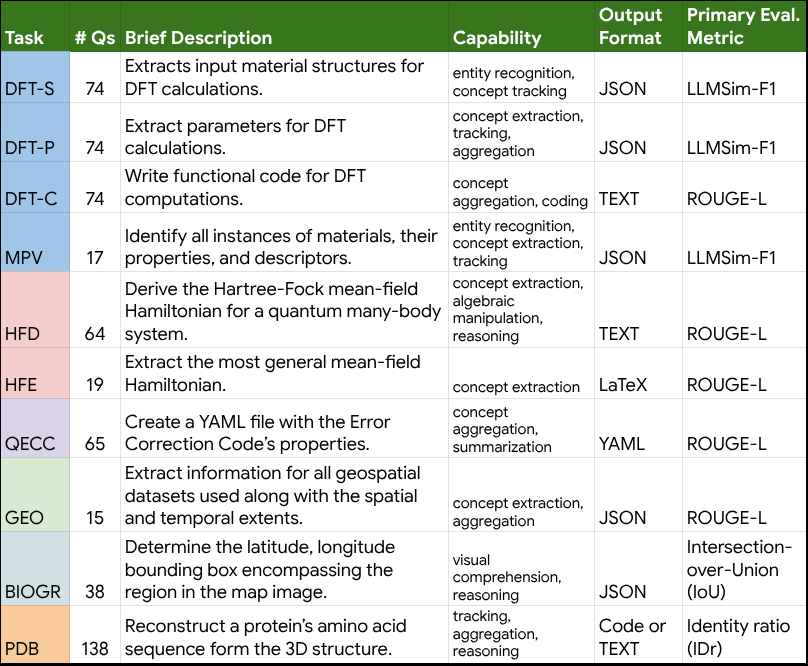 Task # Qs Brief Description Capability Output Format Primary Eval. Metric
DFT-S 74 Extracts input material structures for DFT calculations. entity recognition, concept tracking JSON LLMSim-F1
DFT-P 74 Extract parameters for DFT calculations. concept extraction, tracking, aggregation JSON LLMSim-F1
DFT-C 74 Write functional code for DFT computations. concept aggregation, coding TEXT ROUGE-L
MPV 17 Identify all instances of materials, their properties, and descriptors. entity recognition, concept extraction, tracking JSON LLMSim-F1
HFD 64 Derive the Hartree-Fock mean-field Hamiltonian for a quantum many-body system. concept extraction, algebraic manipulation, reasoning TEXT ROUGE-L
HFE 19 Extract the most general mean-field Hamiltonian. concept extraction LaTeX ROUGE-L
QECC 65 Create a YAML file with the Error Correction Code's properties. concept aggregation, summarization YAML ROUGE-L
GEO 15 Extract information for all geospatial datasets used along with the spatial and temporal extents. concept extraction, aggregation JSON ROUGE-L
BIOGR 38 Determine the latitude, longitude bounding box encompassing the region in the map image. visual comprehension, reasoning JSON Intersection-over-Union (IoU)
PDB 138 Reconstruct a protein's amino acid sequence form the 3D structure. tracking, aggregation, reasoning Code or TEXT Identity ratio (IDr)